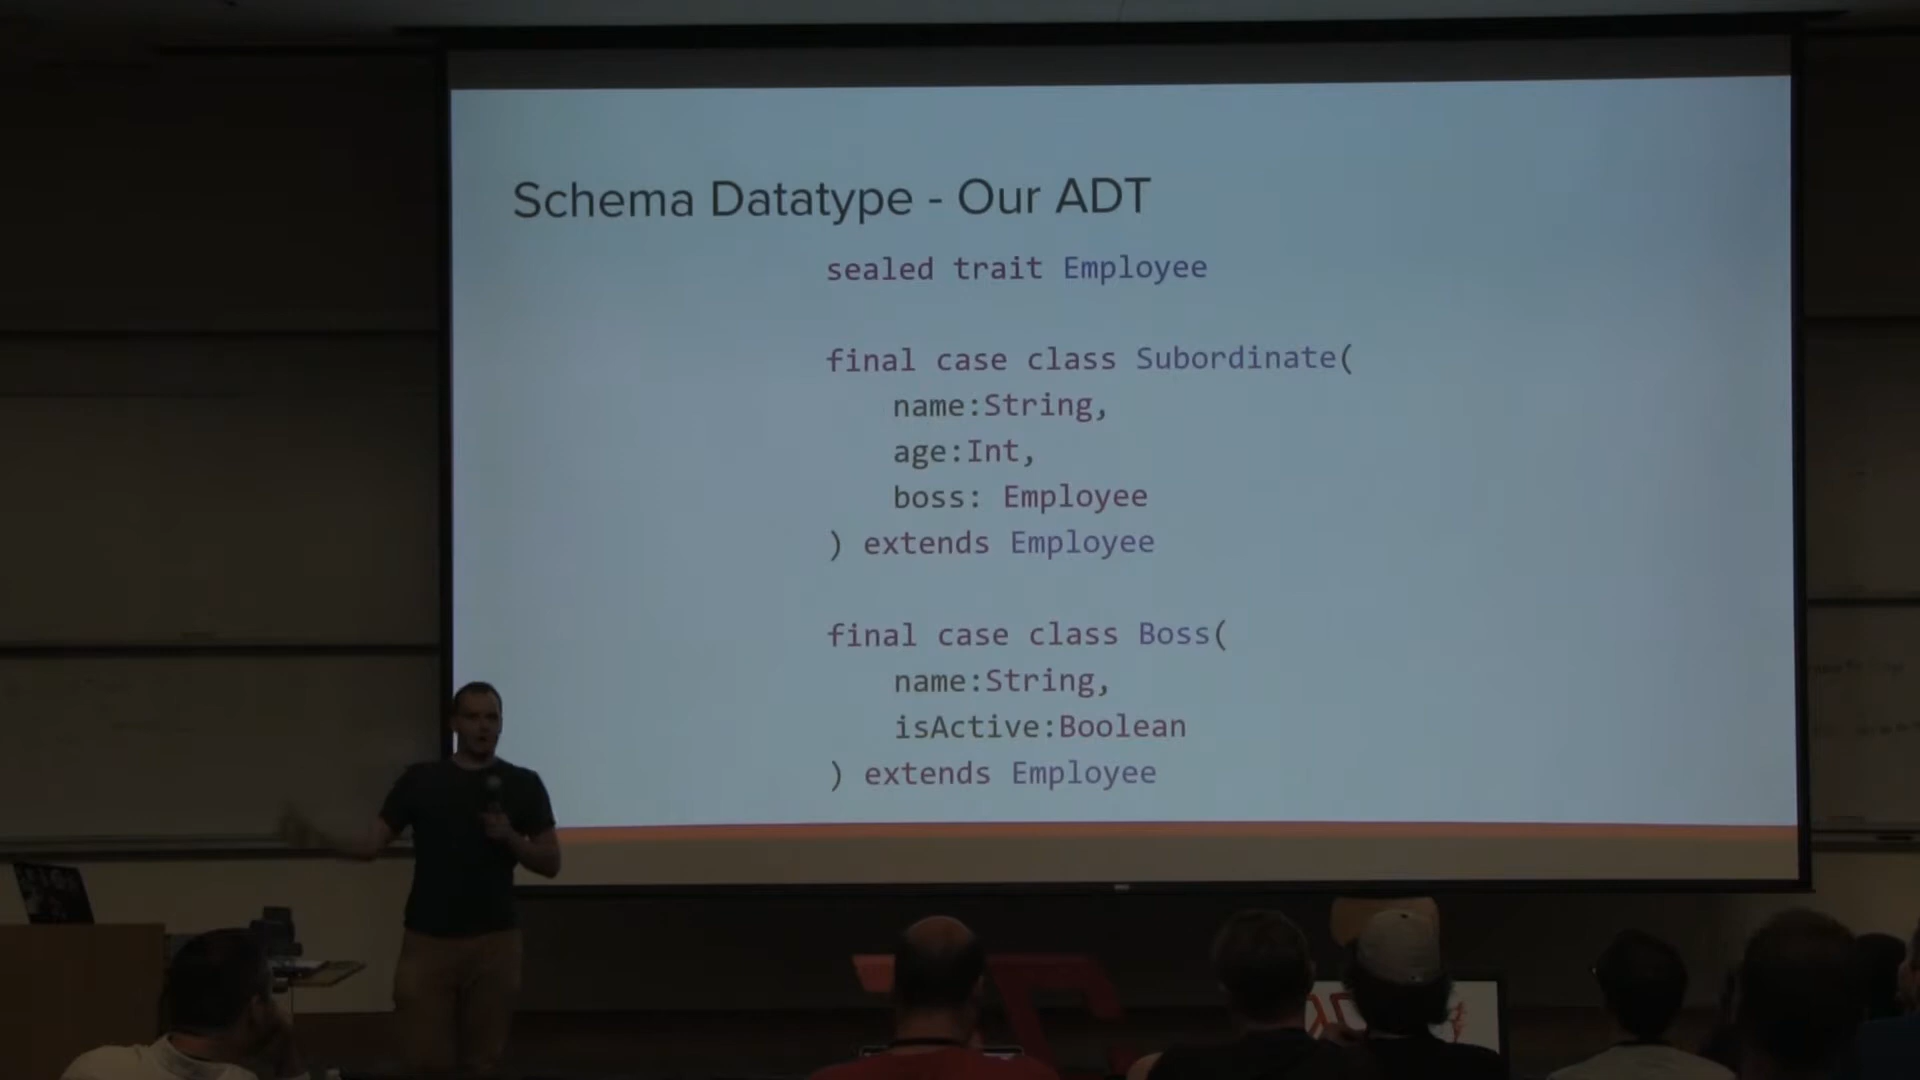 Schema Datatype - Our ADT
sealed trait Employee
final case class Subordinate(
name:String,
age:Int,
boss: Employee
) extends Employee
final case class Boss(
name:String,
isActive:Boolean
) extends Employee